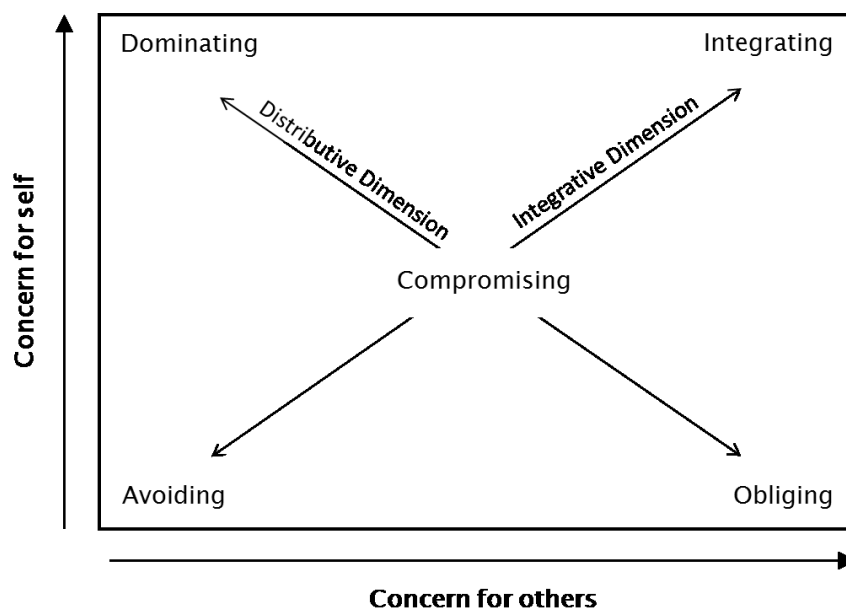 Dominating
Integrating
Distributive Dimension
Integrative Dimension
Concern for self
Compromising
Avoiding
Obliging
Concern for others